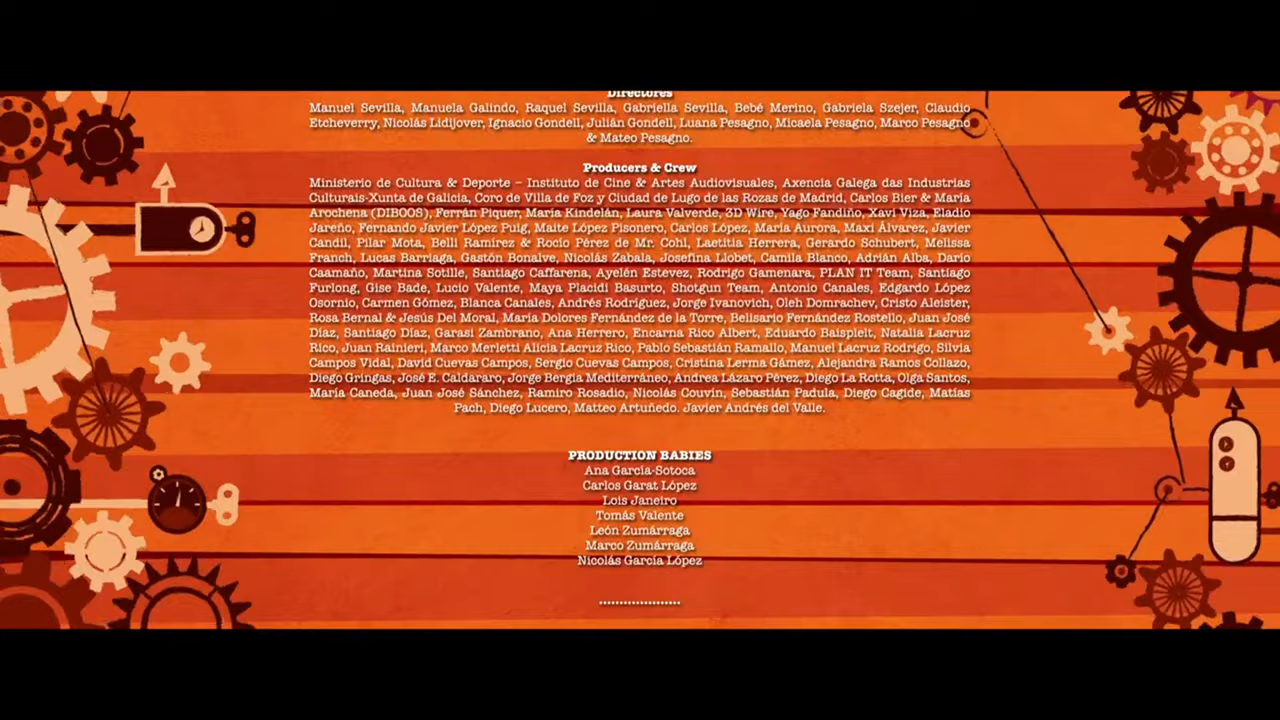 Directores
Manuel Sevilla, Manuela Galindo, Raquel Sevilla, Gabriella Sevilla, Bebé Merino, Gabriela Szejer, Claudio
Etcheverry, Nicolás Lidijover, Ignacio Gondell, Julián Gondell, Luana Pesagno, Micaela Pesagno, Marco Pesagno
& Mateo Pesagno.
Producers & Crew
Ministerio de Cultura & Deporte – Instituto de Cine & Artes Audiovisuales, Axencia Galega das Industrias
Culturais-Xunta de Galicia, Coro de Villa de Foz y Ciudad de Lugo de las Rozas de Madrid, Carlos Bier & María
Arochena (DIBOOS), Ferrán Piquer, María Kindelán, Laura Valverde, 3D Wire, Yago Fandiño, Xavi Viza, Eladio
Jareño, Fernando Javier López Puig, Maite López Pisonero, Carlos López, María Aurora, Maxi Álvarez, Javier
Candil, Pilar Mota, Belli Ramírez & Rocío Pérez de Mr. Cohl, Laetitia Herrera, Gerardo Schubert, Melissa
Franch, Lucas Barriaga, Gastón Bonalve, Nicolás Zabala, Josefina Llobet, Camila Blanco, Adrián Alba, Darío
Caamaño, Martina Sotille, Santiago Caffarena, Ayelén Estevez, Rodrigo Gamenara, PLAN IT Team, Santiago
Furlong, Gise Bade, Lucio Valente, Maya Placidi Basurto, Shotgun Team, Antonio Canales, Edgardo López
Osornio, Carmen Gómez, Blanca Canales, Andrés Rodríguez, Jorge Ivanovich, Oleh Domrachev, Cristo Aleister,
Rosa Bernal & Jesús Del Moral, María Dolores Fernández de la Torre, Belisario Fernández Rostello, Juan José
Díaz, Santiago Díaz, Garasi Zambrano, Ana Herrero, Encarna Rico Albert, Eduardo Baisplelt, Natalia Lacruz
Rico, Juan Rainieri, Marco Merletti Alicia Lacruz Rico, Pablo Sebastián Ramallo, Manuel Lacruz Rodrigo, Silvia
Campos Vidal, David Cuevas Campos, Sergio Cuevas Campos, Cristina Lerma Gámez, Alejandra Ramos Collazo,
Diego Gringas, José E. Caldararo, Jorge Bergia Mediterràneo, Andrea Lázaro Pérez, Diego La Rotta, Olga Santos,
María Caneda, Juan José Sánchez, Ramiro Rosadio, Nicolás Couvin, Sebastián Padula, Diego Cagide, Matías
Pach, Diego Lucero, Matteo Artuñedo. Javier Andrés del Valle.
PRODUCTION BABIES
Ana García-Sotoca
Carlos Garat López
Lois Janeiro
Tomás Valente
León Zumárraga
Marco Zumárraga
Nicolás García López
....................